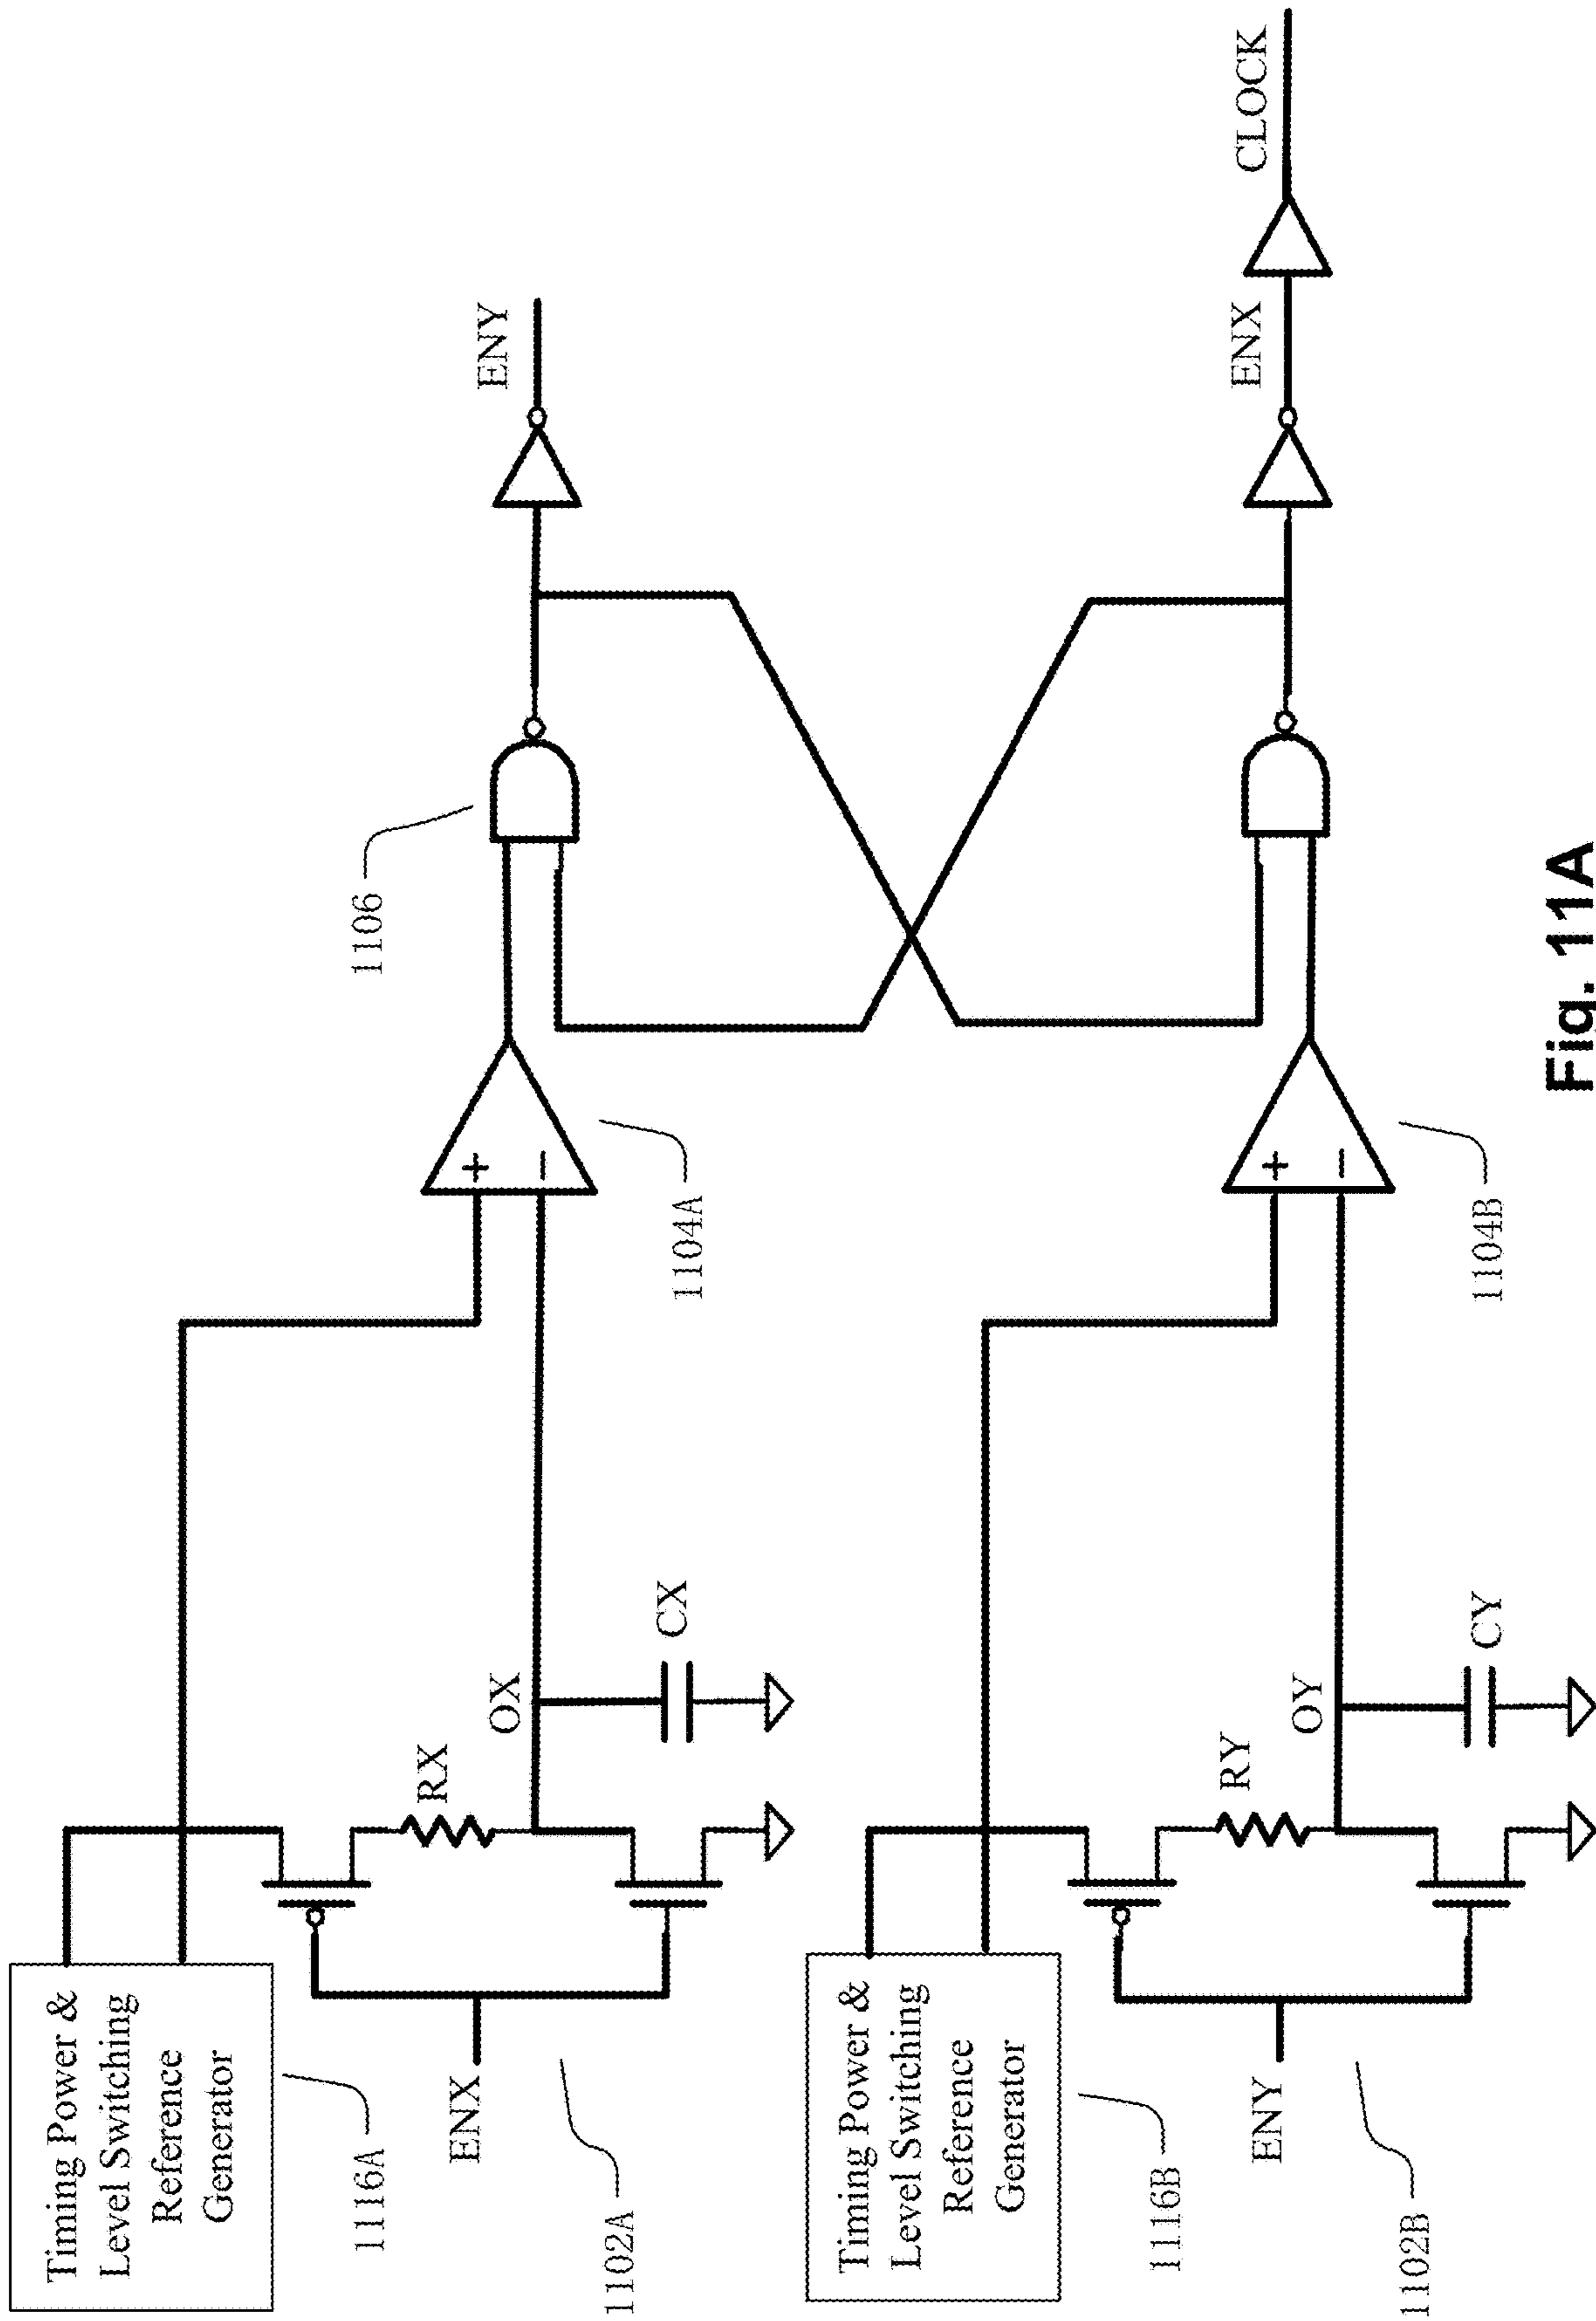 Timing Power &
Level Switching
Reference
Generator
1116A
ENX
1102A
RX
OX
CX
+
−
1104A
1106
ENY
Timing Power &
Level Switching
Reference
Generator
1116B
ENY
1102B
RY
OY
CY
+
−
1104B
ENX
CLOCK
Fig. 11A